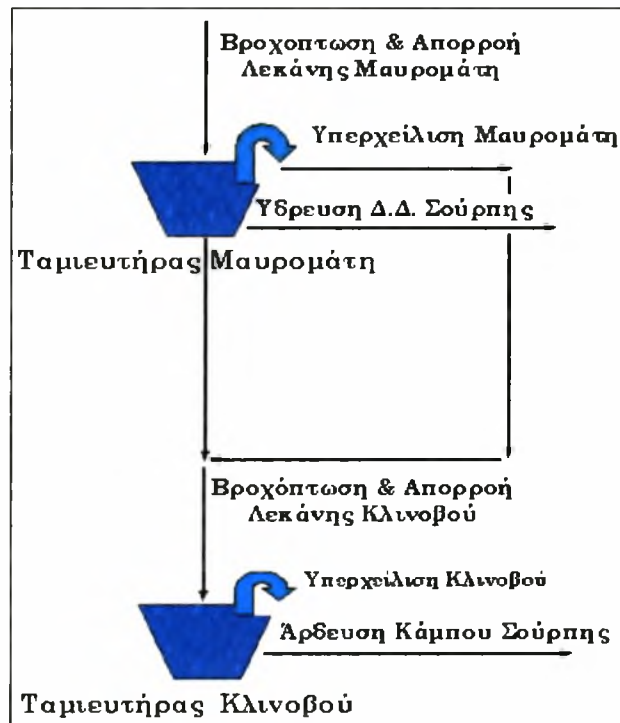 Βροχοπτωση & Απορροή
Λεκάνης Μαυρομάτη
Υπερχείλιση Μαυρομάτη
Υδρευση Δ.Δ. Σούρπης
Ταμιευτήρας Μαυρομάτη
Βροχόπτωση & Απορροή
Λεκάνης Κλινοβού
Υπερχείλιση Κλινοβού
Άρδευση Κάμπου Σούρπης
Ταμιευτήρας Κλινοβού